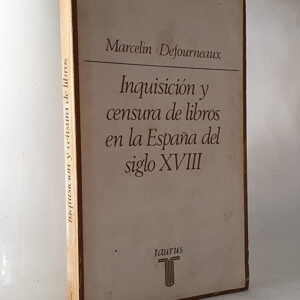 Marcelin Defourneaux
Inquisición y
censura de libros
en la España del
siglo XVIII
taurus
inquisición y censura de libros